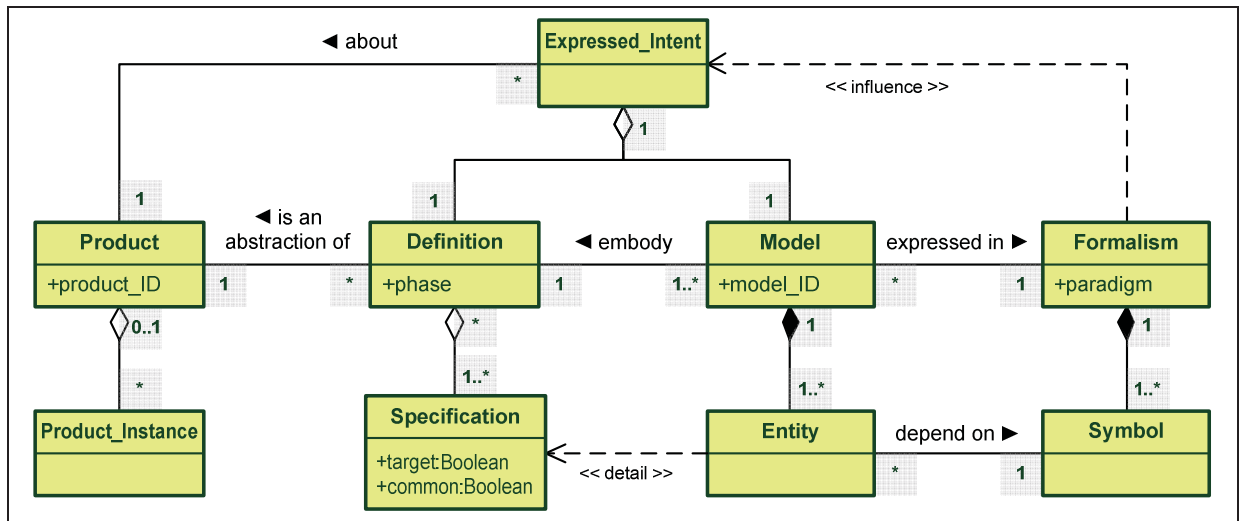 ◄ about
Expressed_Intent
*
<< influence >>
1
1
1
1
◄ is an
abstraction of
Product
Definition
◄ embody
Model
expressed in ►
Formalism
+product_ID
1
*
+phase
1
1..*
+model_ID
*
1
+paradigm
0..1
*
1
1
*
1..*
1..*
1..*
Product_Instance
Specification
Entity
depend on ►
Symbol
+target:Boolean
+common:Boolean
<< detail >>
*
1